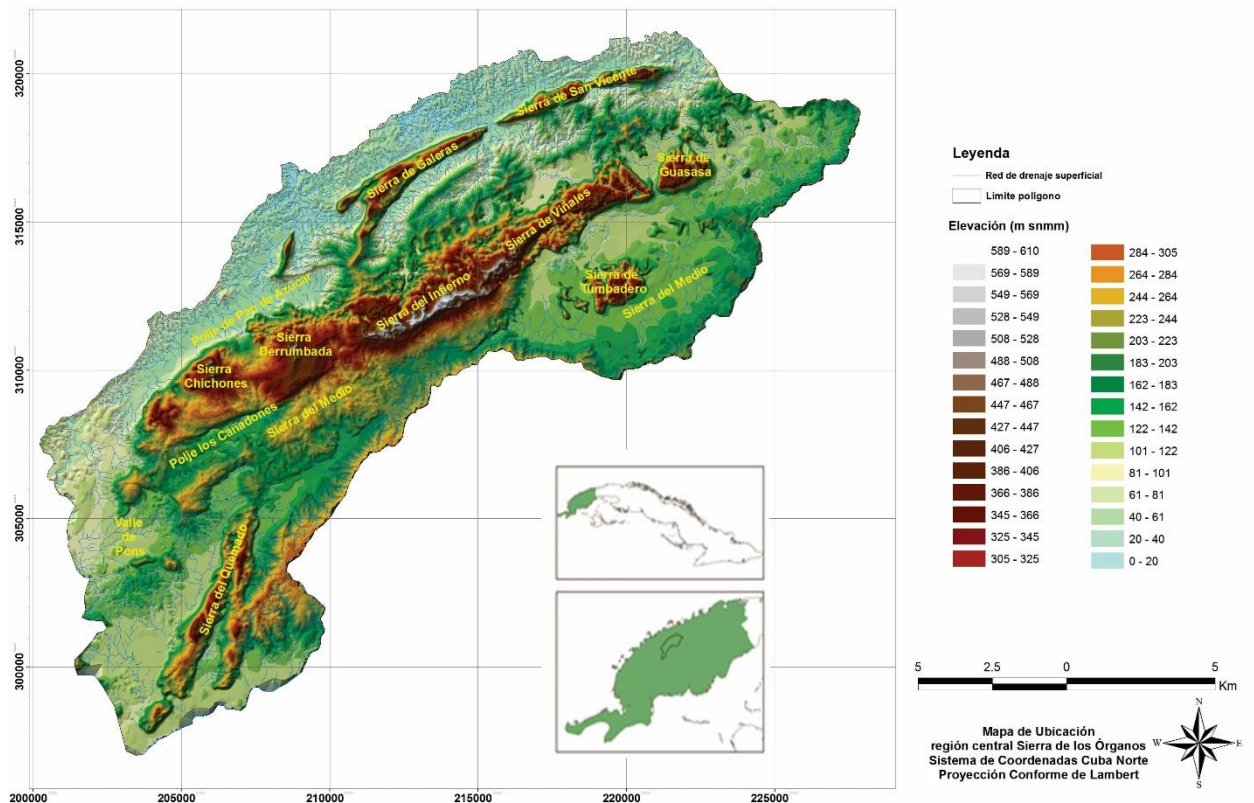 200000
205000
210000
215000
220000
225000
320000
315000
310000
305000
300000
Sierra de San Vicente
Sierra de Galeras
Sierra de
Guasasa
Sierra de Viñales
Sierra de
Tumbadero
Sierra del Medio
Sierra del Infierno
Polje de Pan de Azúcar
Sierra
Derrumbada
Sierra
Chichones
Polje los Cañadones
Sierra del Medio
Valle
de
Pons
Sierra del Quemado
Leyenda
Red de drenaje superficial
Limite polígono
Elevación (m snmm)
589 - 610
569 - 589
549 - 569
528 - 549
508 - 528
488 - 508
467 - 488
447 - 467
427 - 447
406 - 427
386 - 406
366 - 386
345 - 366
325 - 345
305 - 325
284 - 305
264 - 284
244 - 264
223 - 244
203 - 223
183 - 203
162 - 183
142 - 162
122 - 142
101 - 122
81 - 101
61 - 81
40 - 61
20 - 40
0 - 20
5 2.5 0 5
Km
Mapa de Ubicación
región central Sierra de los Órganos
Sistema de Coordenadas Cuba Norte
Proyección Conforme de Lambert
N
W E
S
200000 205000 210000 215000 220000 225000